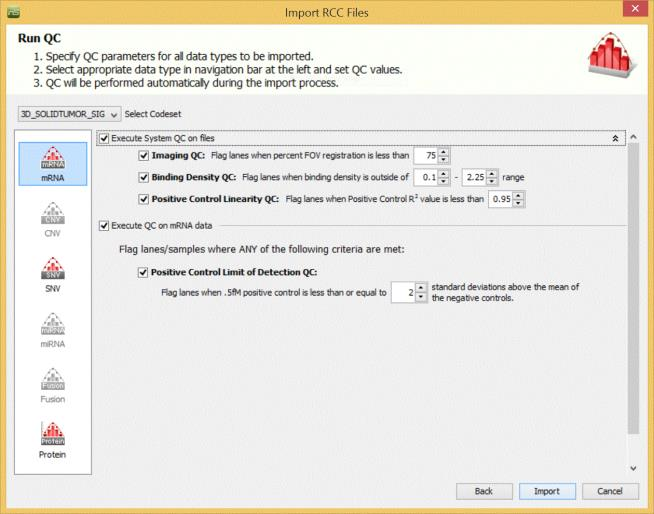 Import RCC Files
Run QC
1. Specify QC parameters for all data types to be imported.
2. Select appropriate data type in navigation bar at the left and set QC values.
3. QC will be performed automatically during the import process.
3D_SOLIDTUMOR_SIG Select Codeset
Execute System QC on files
Imaging QC: Flag lanes when percent FOV registration is less than 75
Binding Density QC: Flag lanes when binding density is outside of 0.1 - 2.25 range
Positive Control Linearity QC: Flag lanes when Positive Control R² value is less than 0.95
Execute QC on mRNA data
Flag lanes/samples where ANY of the following criteria are met:
Positive Control Limit of Detection QC:
Flag lanes when .5fM positive control is less than or equal to 2 standard deviations above the mean of
the negative controls.
mRNA
mRNA
CNV
CNV
SNV
SNV
miRNA
miRNA
Fusion
Fusion
Protein
Protein
Back Import Cancel